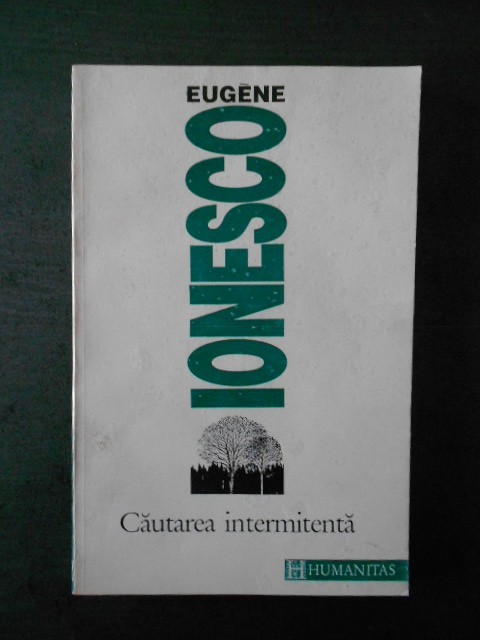 EUGÈNE
IONESCO
Căutarea intermitentă
H HUMANITAS